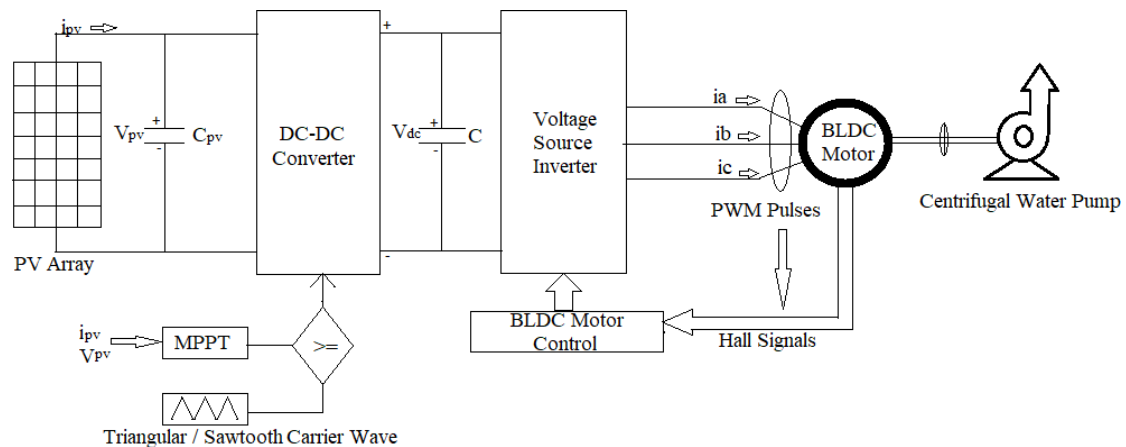 ipv
+
Vpv
Cpv
-
PV Array
DC-DC
Converter
+
Vdc
+
C
-
-
Voltage
Source
Inverter
ia
ib
ic
BLDC
Motor
PWM Pulses
Centrifugal Water Pump
BLDC Motor
Control
Hall Signals
ipv
Vpv
MPPT
>=
Triangular / Sawtooth Carrier Wave